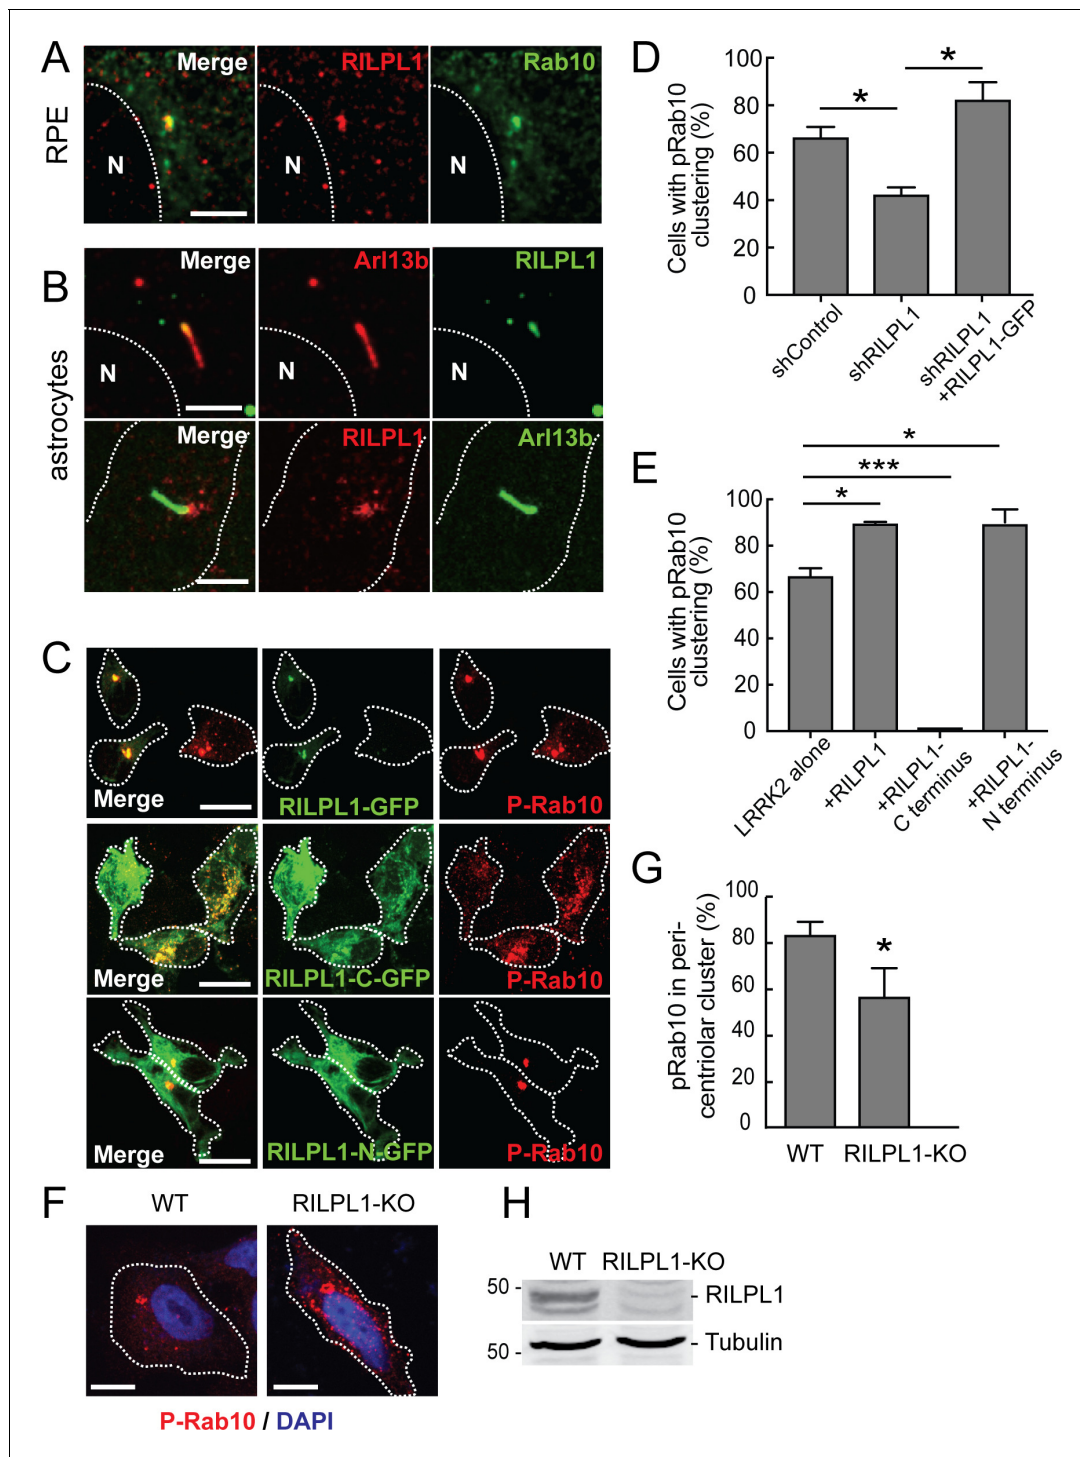 A
RPE
Merge
RILPL1
Rab10
N
N
N
B
astrocytes
Merge
Arl13b
RILPL1
N
N
N
Merge
RILPL1
Arl13b
C
Merge
RILPL1-GFP
P-Rab10
Merge
RILPL1-C-GFP
P-Rab10
Merge
RILPL1-N-GFP
P-Rab10
D
Cells with pRab10
clustering (%)
100
80
60
40
20
0
*
*
shControl
shRILPL1
shRILPL1
+RILPL1-GFP
E
Cells with pRab10
clustering (%)
100
80
60
40
20
0
*
***
*
LRRK2 alone
+RILPL1
+RILPL1-
C terminus
+RILPL1-
N terminus
G
pRab10 in peri-
centriolar cluster (%)
100
80
60
40
20
0
*
WT
RILPL1-KO
F
WT
RILPL1-KO
P-Rab10 / DAPI
H
WT RILPL1-KO
50 -
- RILPL1
50 -
- Tubulin